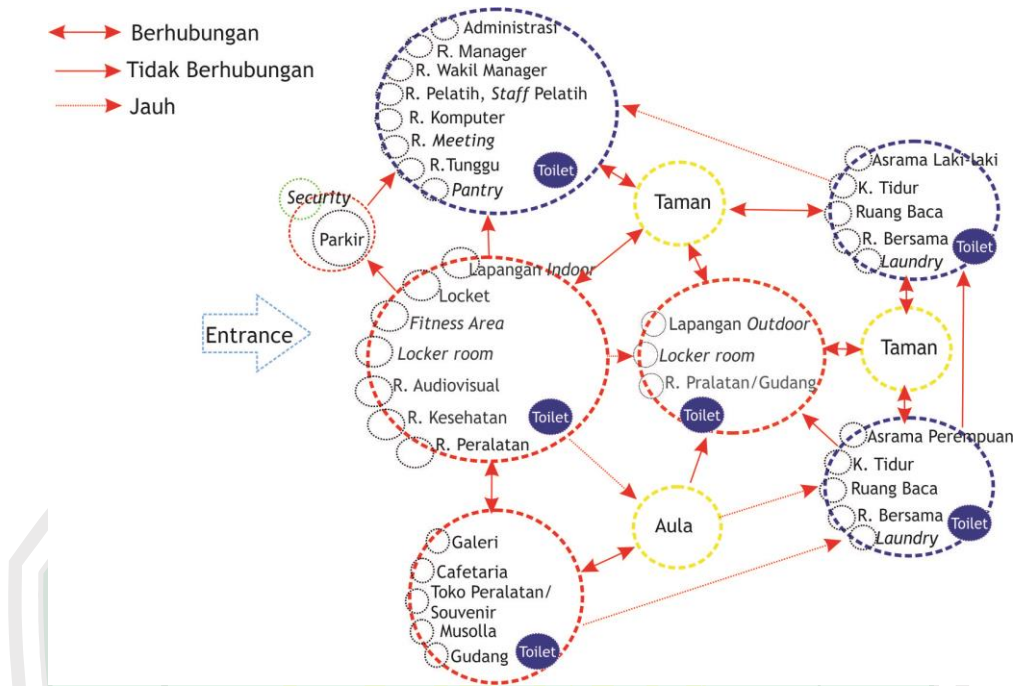 Berhubungan
Tidak Berhubungan
Jauh
Administrasi
R. Manager
R. Wakil Manager
R. Pelatih, Staff Pelatih
R. Komputer
R. Meeting
R.Tunggu
Pantry
Toilet
Security
Parkir
Taman
Asrama Laki-laki
K. Tidur
Ruang Baca
R. Bersama
Laundry
Toilet
Entrance
Lapangan Indoor
Locket
Fitness Area
Locker room
R. Audiovisual
R. Kesehatan
R. Peralatan
Toilet
Lapangan Outdoor
Locker room
R. Pralatan/Gudang
Toilet
Taman
Asrama Perempuan
K. Tidur
Ruang Baca
R. Bersama
Laundry
Toilet
Aula
Galeri
Cafetaria
Toko Peralatan/
Souvenir
Musolla
Gudang
Toilet